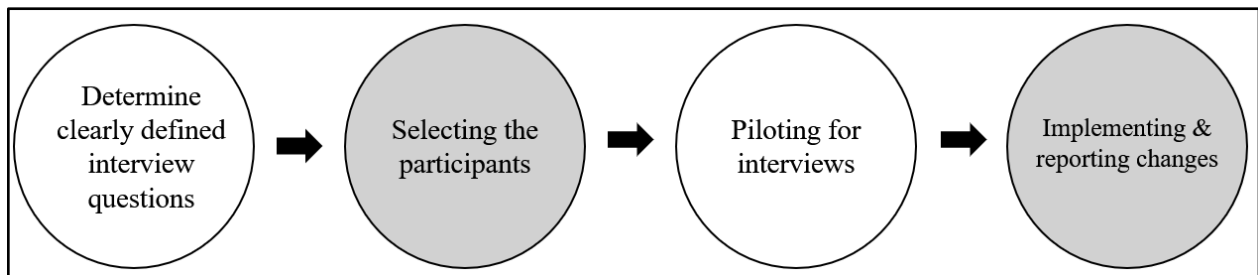 Determine
clearly defined
interview
questions
Selecting the
participants
Piloting for
interviews
Implementing &
reporting changes